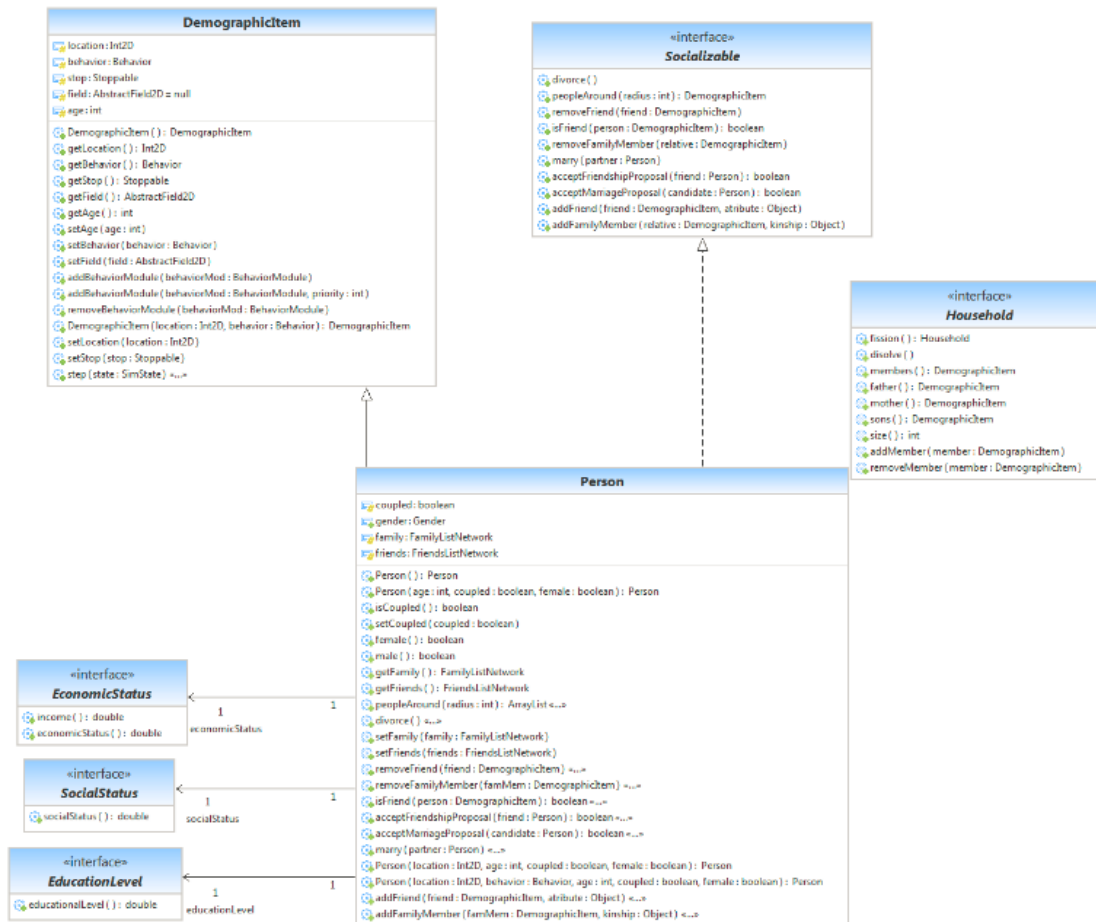 DemographicItem
location : Int2D
behavior : Behavior
stop : Stoppable
field : AbstractField2D = null
age : int
DemographicItem ( ) : DemographicItem
getLocation ( ) : Int2D
getBehavior ( ) : Behavior
getStop ( ) : Stoppable
getField ( ) : AbstractField2D
getAge ( ) : int
setAge ( age : int )
setBehavior ( behavior : Behavior )
setField ( field : AbstractField2D )
addBehaviorModule ( behaviorMod : BehaviorModule )
addBehaviorModule ( behaviorMod : BehaviorModule, priority : int )
removeBehaviorModule ( behaviorMod : BehaviorModule )
DemographicItem ( location : Int2D, behavior : Behavior ) : DemographicItem
setLocation ( location : Int2D )
setStop ( stop : Stoppable )
step ( state : SimState ) «...»
«interface»
Socializable
divorce ( )
peopleAround ( radius : int ) : DemographicItem
removeFriend ( friend : DemographicItem )
isFriend ( person : DemographicItem ) : boolean
removeFamilyMember ( relative : DemographicItem )
marry ( partner : Person )
acceptFriendshipProposal ( friend : Person ) : boolean
acceptMarriageProposal ( candidate : Person ) : boolean
addFriend ( friend : DemographicItem, atribute : Object )
addFamilyMember ( relative : DemographicItem, kinship : Object )
«interface»
Household
fission ( ) : Household
disolve ( )
members ( ) : DemographicItem
father ( ) : DemographicItem
mother ( ) : DemographicItem
sons ( ) : DemographicItem
size ( ) : int
addMember ( member : DemographicItem )
removeMember ( member : DemographicItem )
Person
coupled : boolean
gender : Gender
family : FamilyListNetwork
friends : FriendsListNetwork
Person ( ) : Person
Person ( age : int, coupled : boolean, female : boolean ) : Person
isCoupled ( ) : boolean
setCoupled ( coupled : boolean )
female ( ) : boolean
male ( ) : boolean
getFamily ( ) : FamilyListNetwork
getFriends ( ) : FriendsListNetwork
peopleAround ( radius : int ) : ArrayList «...»
divorce ( ) «...»
setFamily ( family : FamilyListNetwork )
setFriends ( friends : FriendsListNetwork )
removeFriend ( friend : DemographicItem ) «...»
removeFamilyMember ( famMem : DemographicItem ) «...»
isFriend ( person : DemographicItem ) : boolean «...»
acceptFriendshipProposal ( friend : Person ) : boolean «...»
acceptMarriageProposal ( candidate : Person ) : boolean «...»
marry ( partner : Person ) «...»
Person ( location : Int2D, age : int, coupled : boolean, female : boolean ) : Person
Person ( location : Int2D, behavior : Behavior, age : int, coupled : boolean, female : boolean ) : Person
addFriend ( friend : DemographicItem, atribute : Object ) «...»
addFamilyMember ( famMem : DemographicItem, kinship : Object ) «...»
«interface»
EconomicStatus
income ( ) : double
economicStatus ( ) : double
1
1
economicStatus
«interface»
SocialStatus
socialStatus ( ) : double
1
1
socialStatus
«interface»
EducationLevel
educationalLevel ( ) : double
1
1
educationLevel